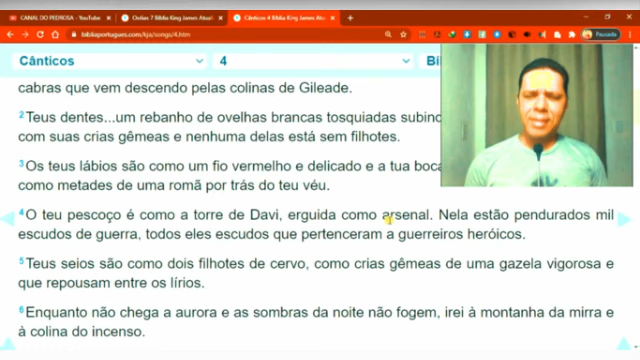 CANAL DO PEDROSA - YouTube
Oséias 7 Bíblia King James Atual
Cânticos 4 Bíblia King James Atua
bibliaportugues.com/kja/songs/4.htm
Pausada
Cânticos
4
cabras que vem descendo pelas colinas de Gileade.
2Teus dentes...um rebanho de ovelhas brancas tosquiadas subind
com suas crias gêmeas e nenhuma delas está sem filhotes.
3Os teus lábios são como um fio vermelho e delicado e a tua boca
como metades de uma romã por trás do teu véu.
4O teu pescoço é como a torre de Davi, erguida como arsenal. Nela estão pendurados mil
escudos de guerra, todos eles escudos que pertenceram a guerreiros heróicos.
5Teus seios são como dois filhotes de cervo, como crias gêmeas de uma gazela vigorosa e
que repousam entre os lírios.
6Enquanto não chega a aurora e as sombras da noite não fogem, irei à montanha da mirra e
à colina do incenso.